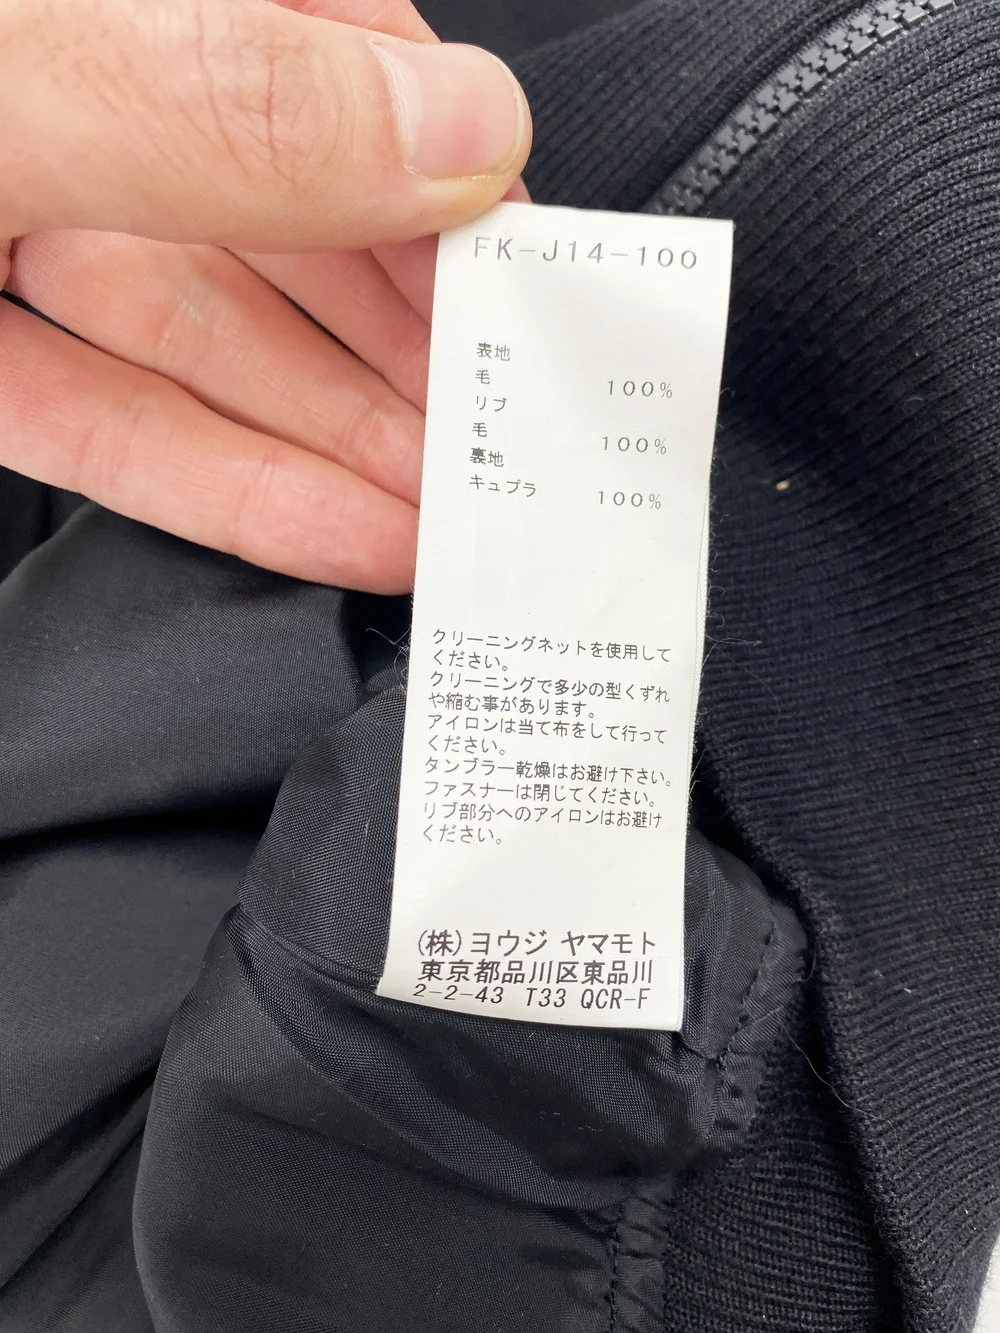 FK-J14-100
表地
毛 100%
リブ
毛 100%
裏地
キュプラ 100%
クリーニングネットを使用して
ください。
クリーニングで多少の型くずれ
や縮む事があります。
アイロンは当て布をして行って
ください。
タンブラー乾燥はお避け下さい。
ファスナーは閉じてください。
リブ部分へのアイロンはお避け
ください。
(株)ヨウジ ヤマモト
東京都品川区東品川
2-2-43 T33 QCR-F